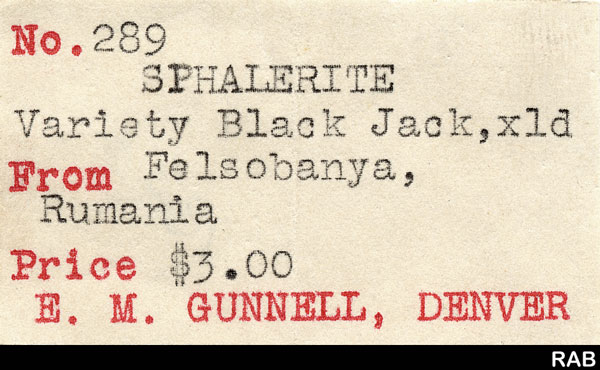 No. 289
SPHALERITE
Variety Black Jack,xld
From Felsobanya,
Rumania
Price $3.00
E. M. GUNNELL, DENVER
RAB